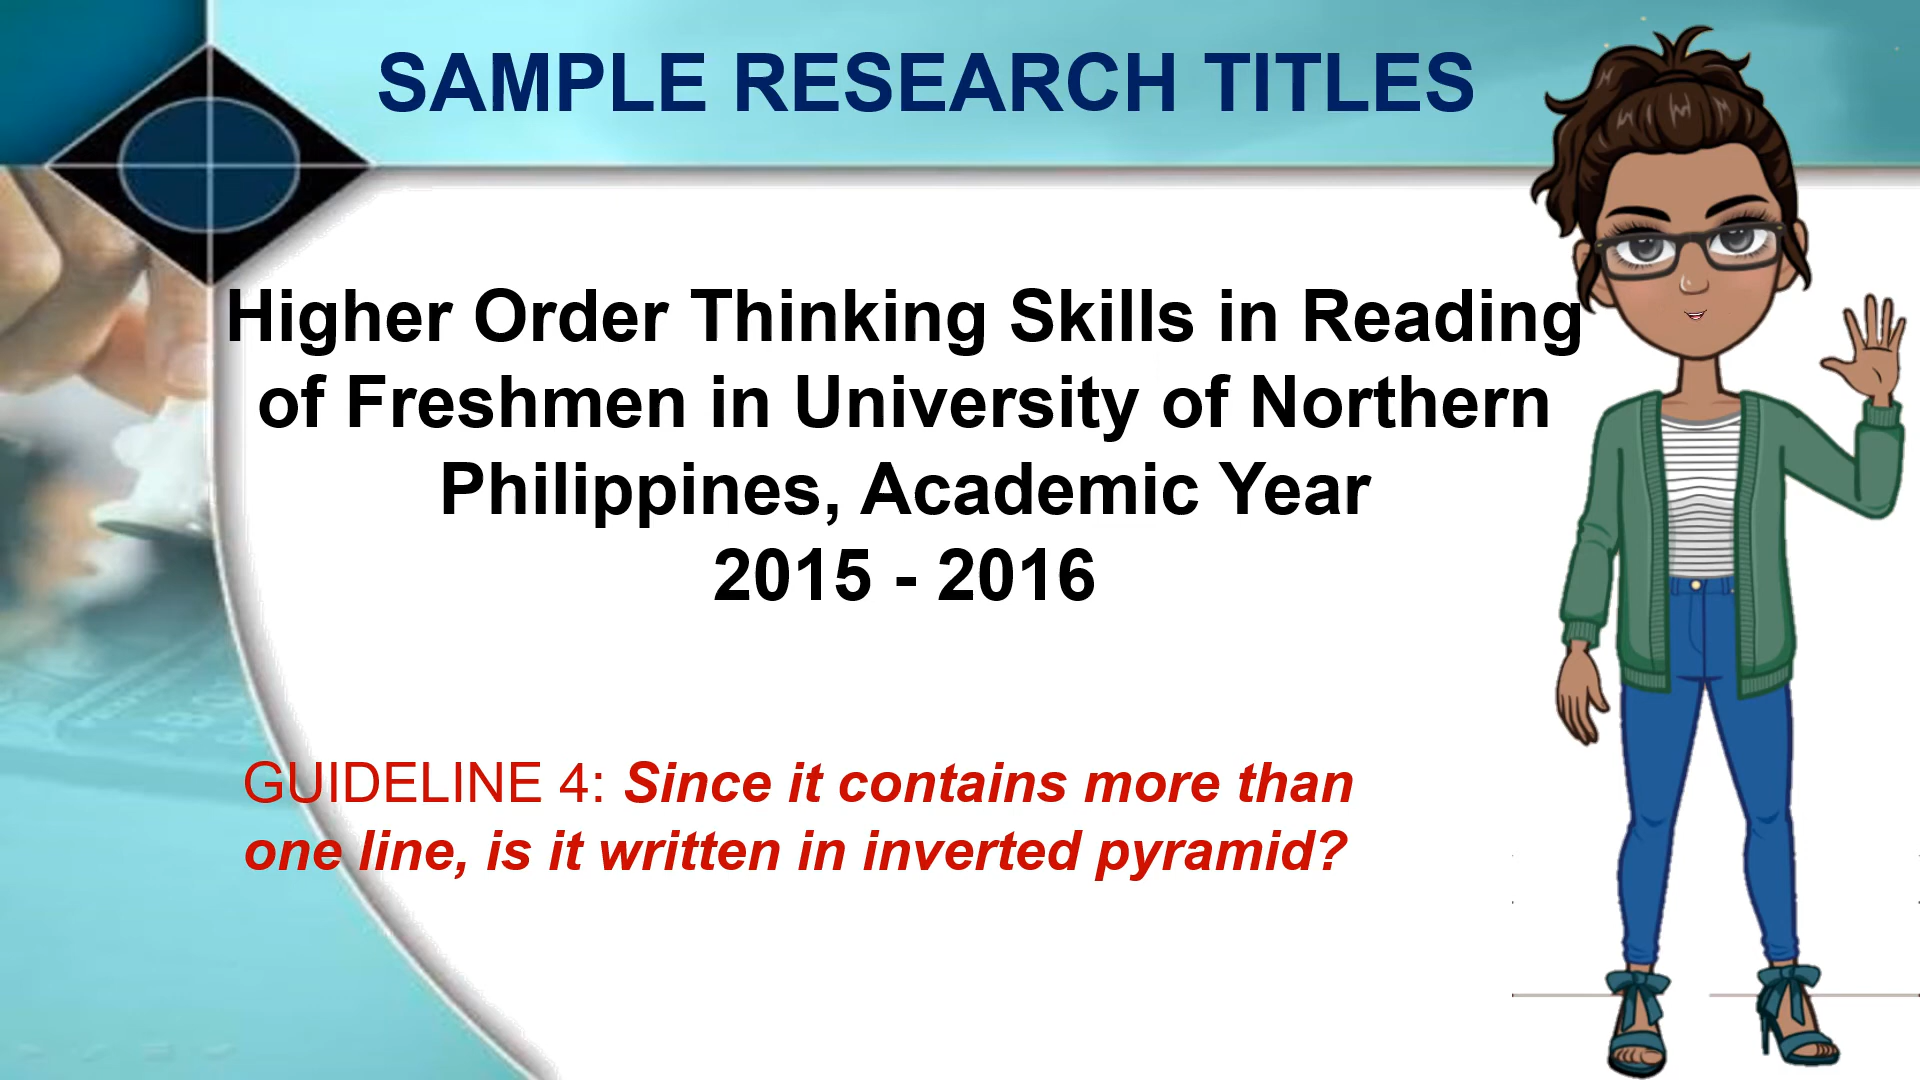 SAMPLE RESEARCH TITLES
Higher Order Thinking Skills in Reading
of Freshmen in University of Northern
Philippines, Academic Year
2015 - 2016
GUIDELINE 4: Since it contains more than
one line, is it written in inverted pyramid?